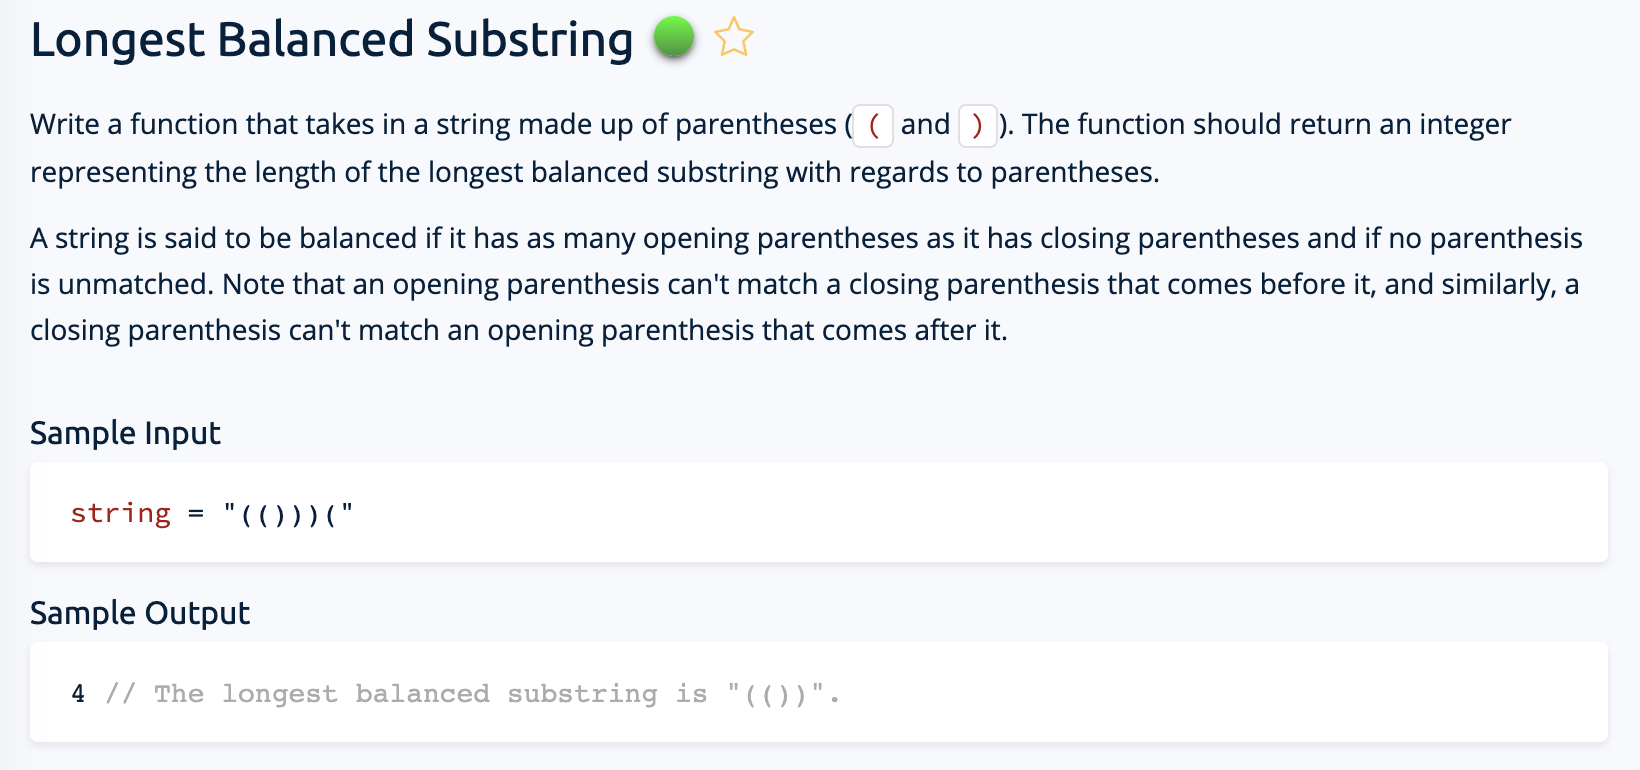 Longest Balanced Substring
Write a function that takes in a string made up of parentheses ( ( and ) ). The function should return an integer
representing the length of the longest balanced substring with regards to parentheses.
A string is said to be balanced if it has as many opening parentheses as it has closing parentheses and if no parenthesis
is unmatched. Note that an opening parenthesis can't match a closing parenthesis that comes before it, and similarly, a
closing parenthesis can't match an opening parenthesis that comes after it.
Sample Input
string = "(()))("
Sample Output
4 // The longest balanced substring is "(())".